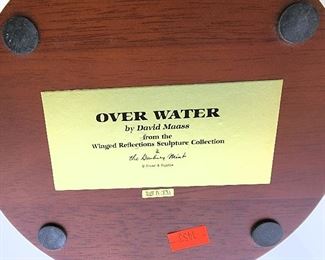 OVER WATER
by David Maass
from the
Winged Reflections Sculpture Collection
&
the Danbury Mint